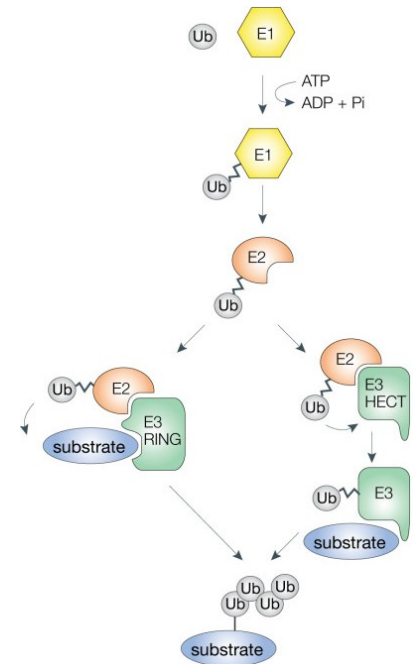 Ub
E1
ATP
ADP + Pi
E1
Ub
E2
Ub
Ub
E2
E3
RING
substrate
E2
E3
HECT
Ub
Ub
E3
substrate
Ub
Ub
Ub
Ub
substrate